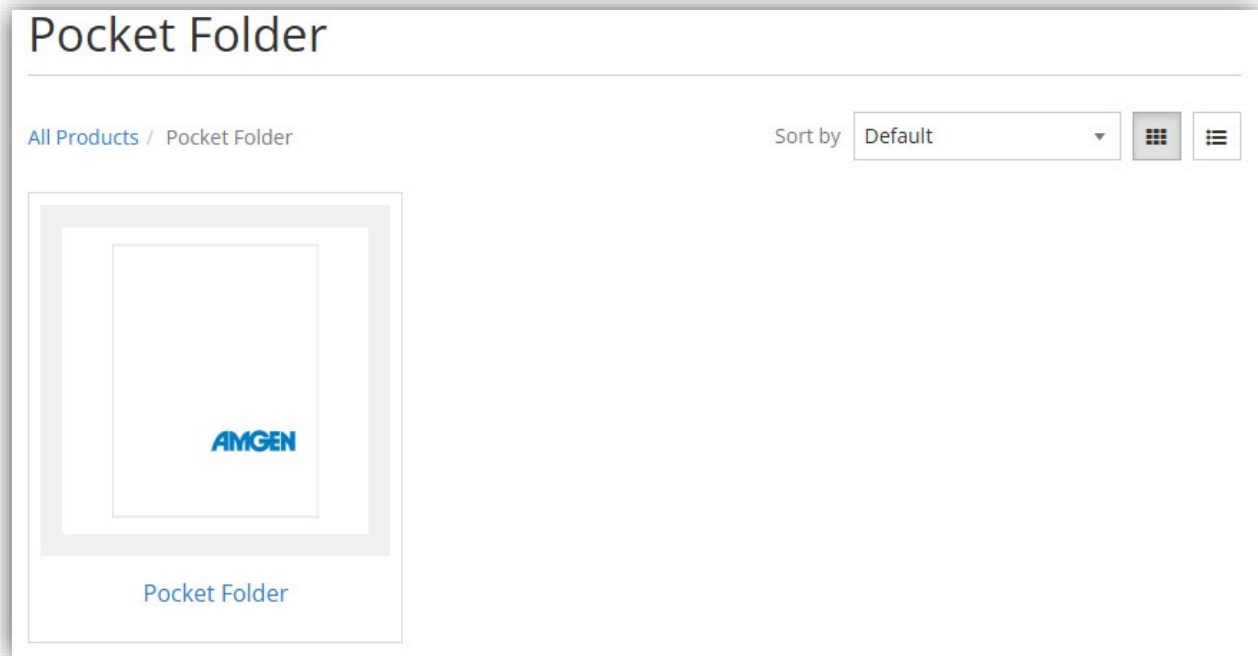 Pocket Folder
All Products / Pocket Folder
Sort by Default
AMGEN
Pocket Folder